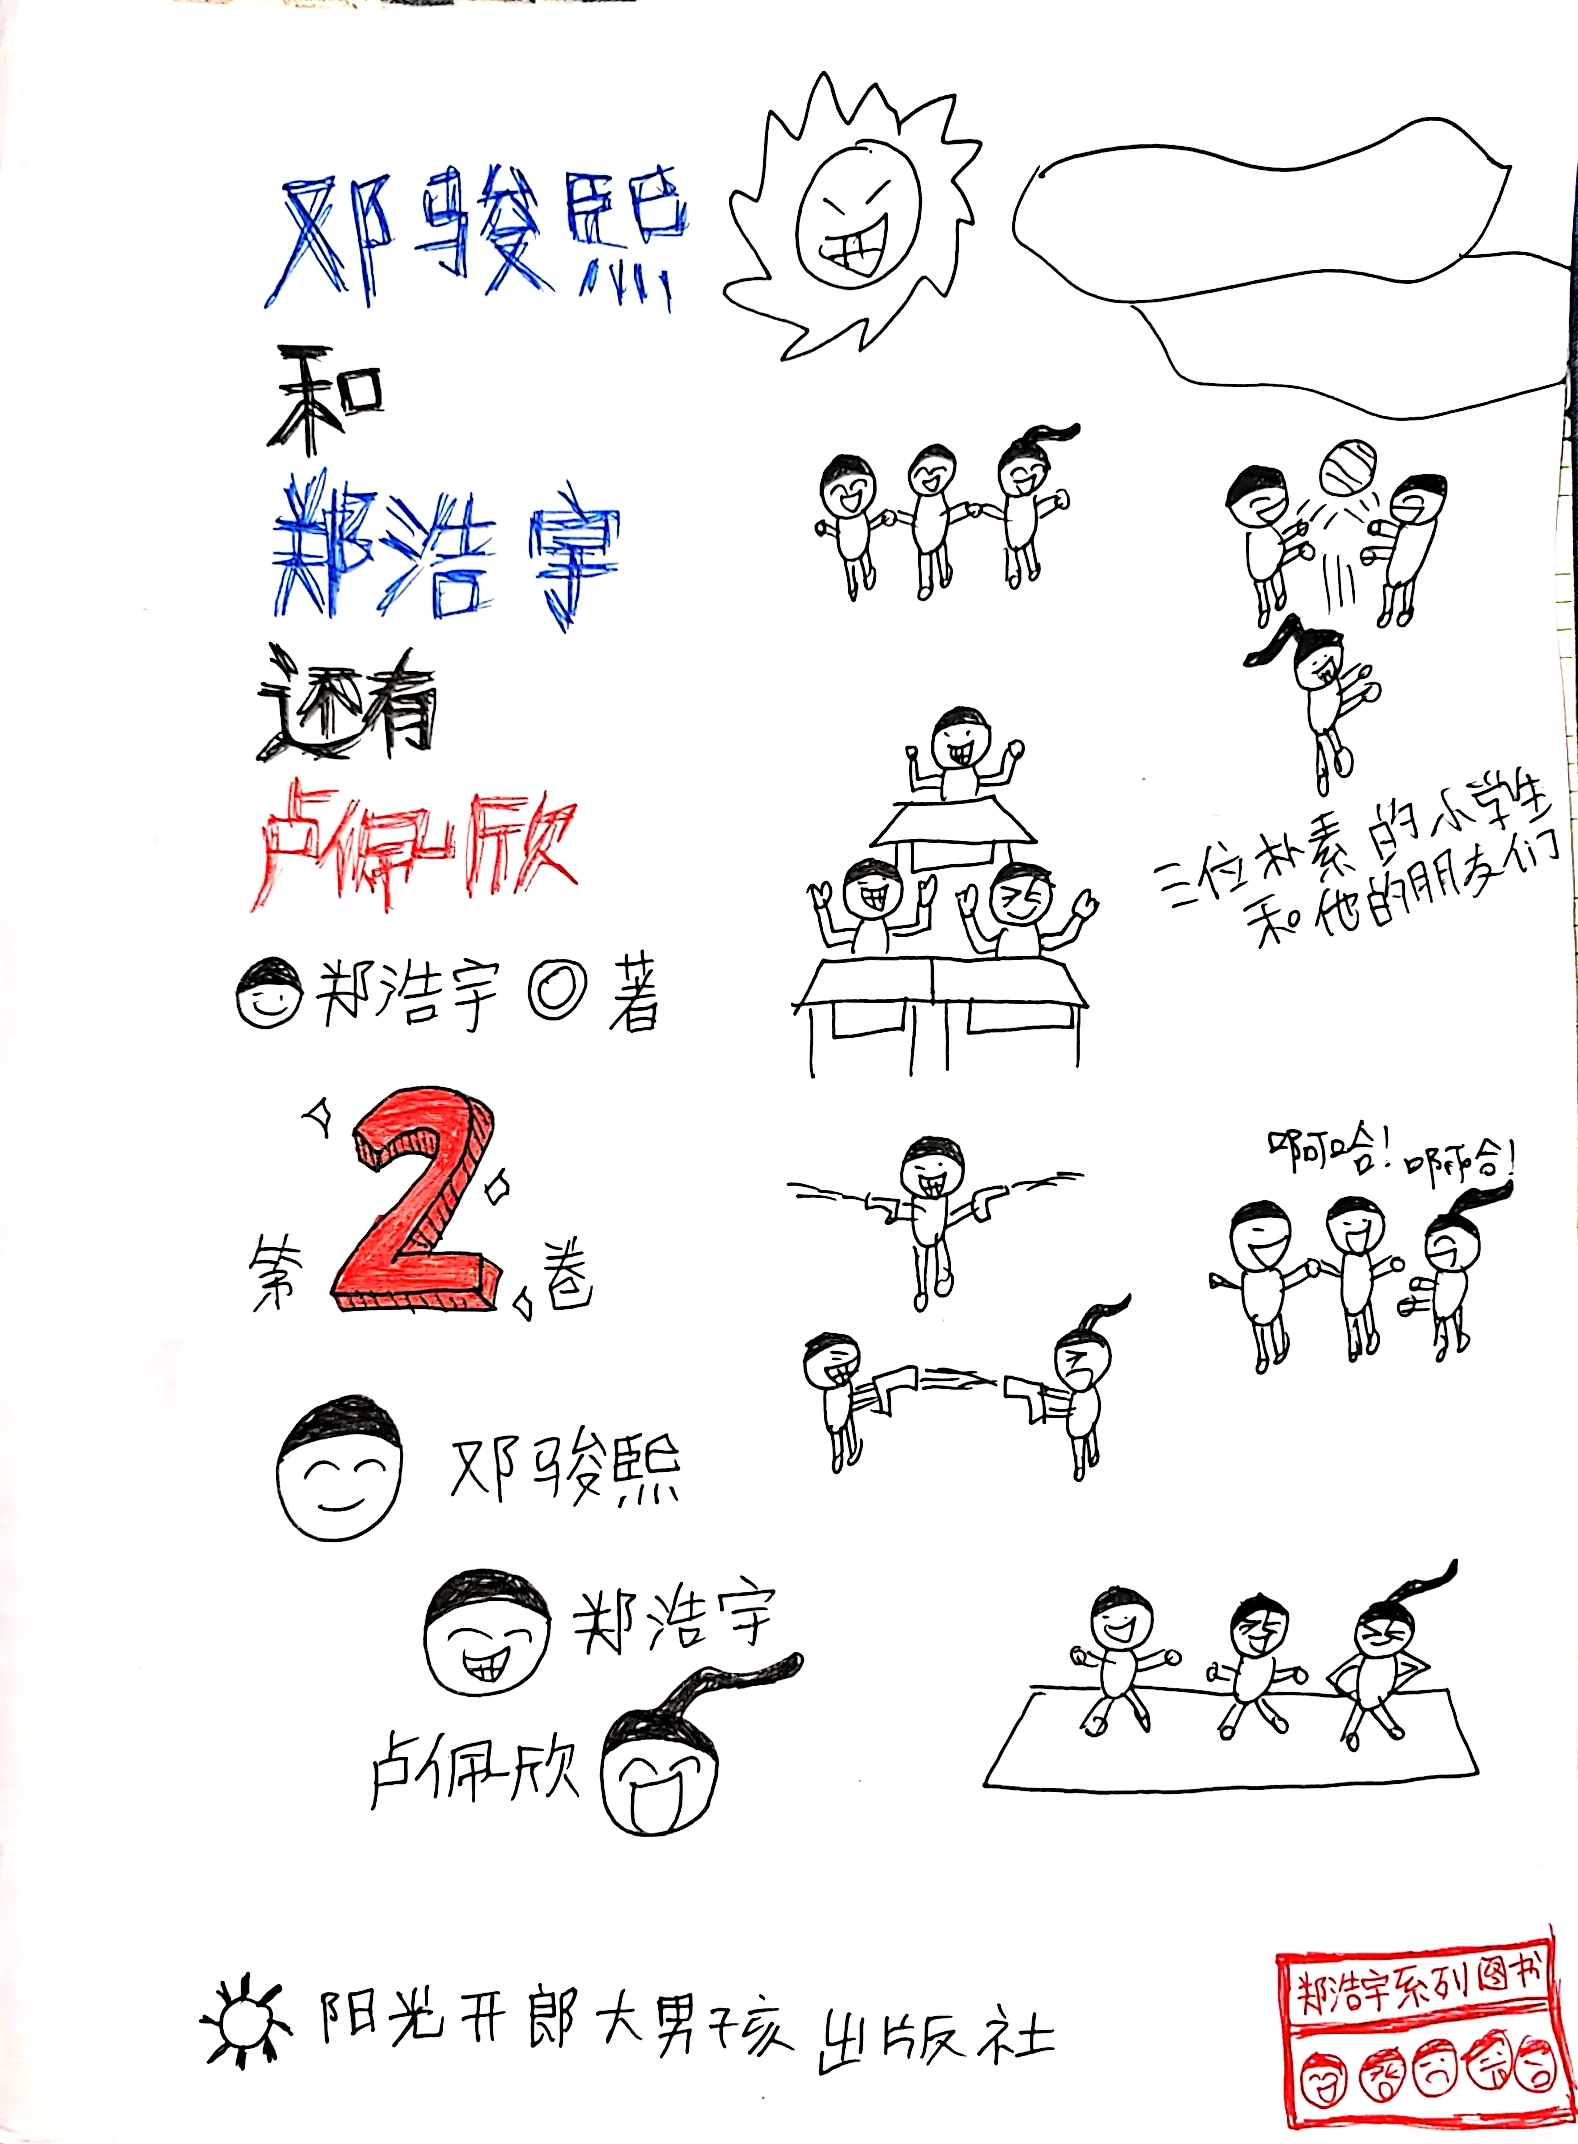 邓骏熙
和
郑浩宇
还有
卢佩欣
郑浩宇 ◎ 著
第2卷
三位朴素的小学生
和他的朋友们
啊哈！啊哈！
邓骏熙
郑浩宇
卢佩欣
阳光开郎大男孩出版社
郑浩宇系列图书